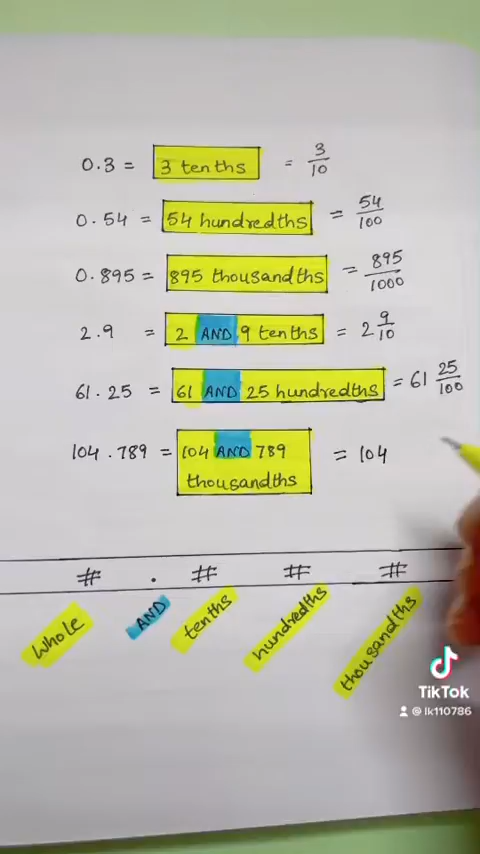 0.3 = 3 tenths = 3/10
0.54 = 54 hundredths = 54/100
0.895 = 895 thousandths = 895/1000
2.9 = 2 AND 9 tenths = 2 9/10
61.25 = 61 AND 25 hundredths = 61 25/100
104.789 = 104 AND 789 = 104
thousandths
# . # # #
Whole AND tenths hundredths thousandths
TikTok
@lk110786